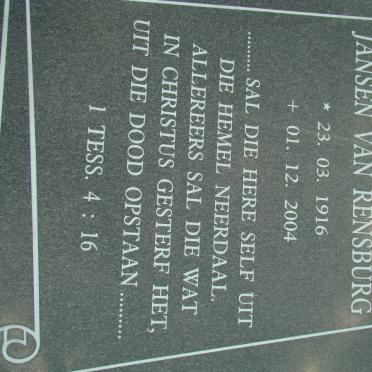 JANSEN VAN RENSBURG
* 23. 03. 1916
+ 01. 12. 2004
......... SAL DIE HERE SELF UIT
DIE HEMEL NEERDAAL.
ALLEREERS SAL DIE WAT
IN CHRISTUS GESTERF HET,
UIT DIE DOOD OPSTAAN .........
1 TESS. 4 : 16